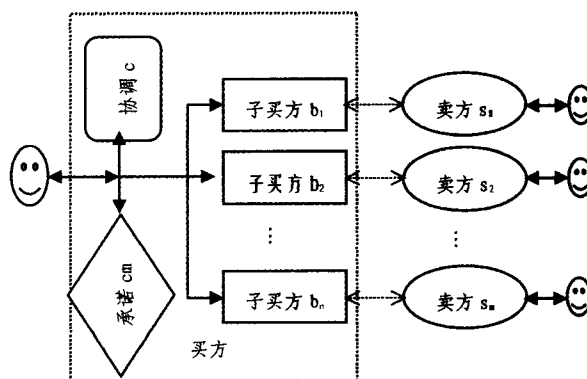 协调 c
子买方 b₁
卖方 s₁
子买方 b₂
卖方 s₂
…
…
承诺 cm
子买方 bₙ
卖方 sₘ
买方